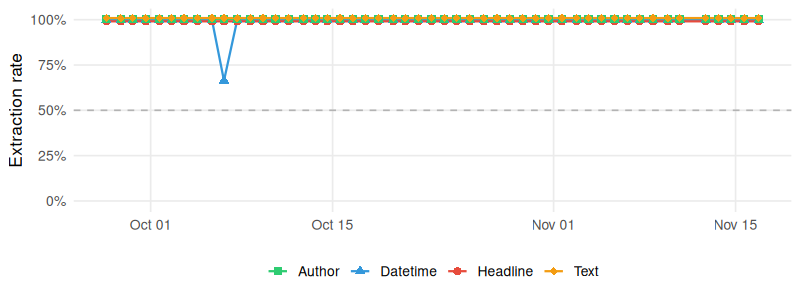 100%
75%
50%
25%
0%
Extraction rate
Oct 01 Oct 15 Nov 01 Nov 15
Author Datetime Headline Text